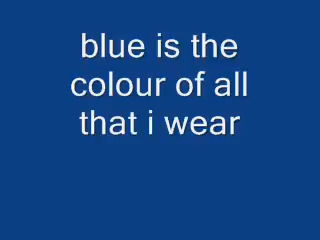 blue is the
colour of all
that i wear